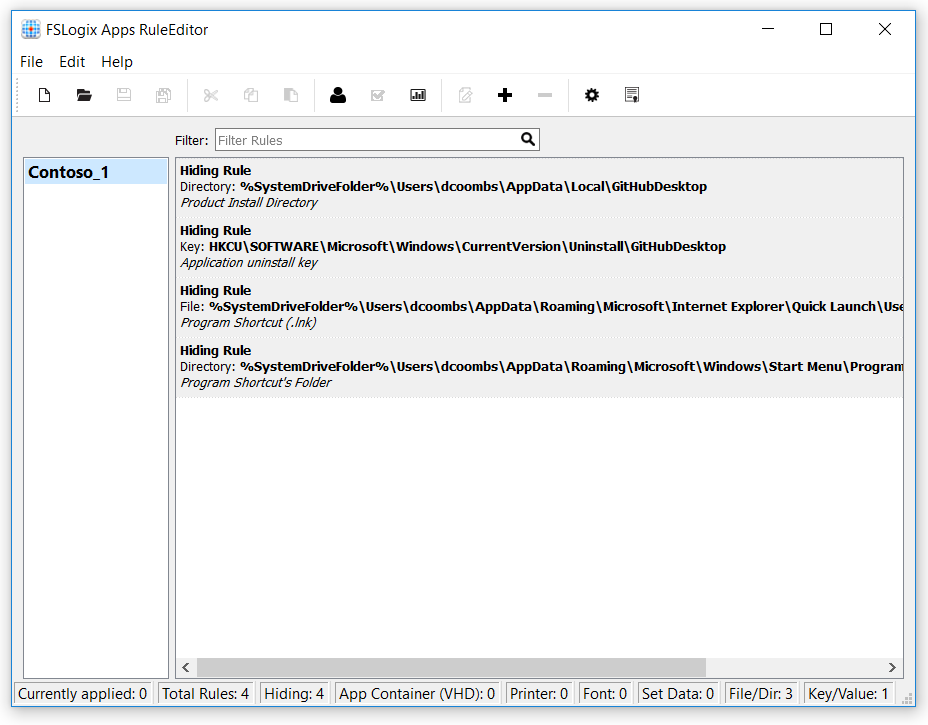 FSLogix Apps RuleEditor
File Edit Help
Filter: Filter Rules
Contoso_1
Hiding Rule
Directory: %SystemDriveFolder%\Users\dcoombs\AppData\Local\GitHubDesktop
Product Install Directory
Hiding Rule
Key: HKCU\SOFTWARE\Microsoft\Windows\CurrentVersion\Uninstall\GitHubDesktop
Application uninstall key
Hiding Rule
File: %SystemDriveFolder%\Users\dcoombs\AppData\Roaming\Microsoft\Internet Explorer\Quick Launch\Use
Program Shortcut (.lnk)
Hiding Rule
Directory: %SystemDriveFolder%\Users\dcoombs\AppData\Roaming\Microsoft\Windows\Start Menu\Program
Program Shortcut's Folder
Currently applied: 0 Total Rules: 4 Hiding: 4 App Container (VHD): 0 Printer: 0 Font: 0 Set Data: 0 File/Dir: 3 Key/Value: 1